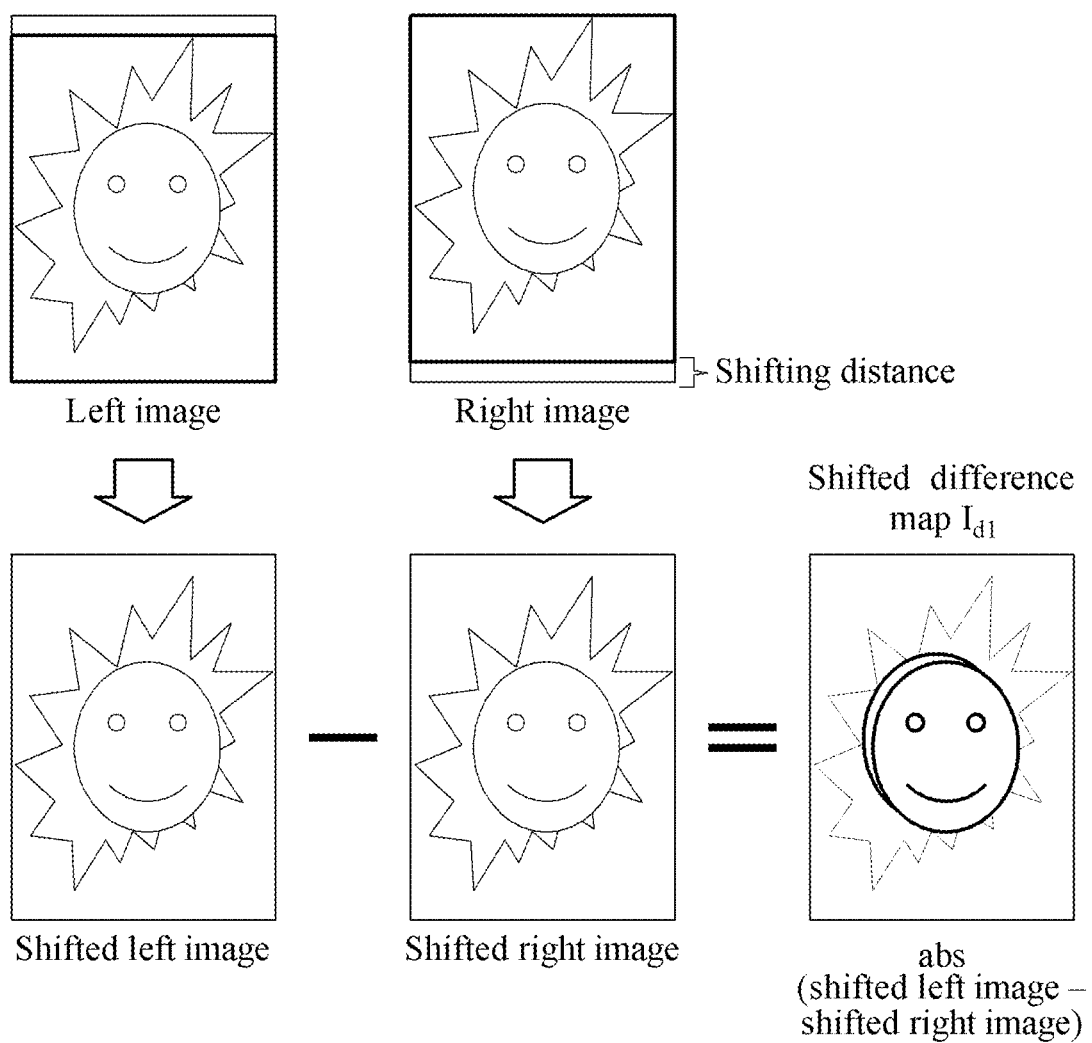 Left image
Right image
Shifting distance
Shifted difference
map I_d1
Shifted left image
Shifted right image
abs
(shifted left image –
shifted right image)